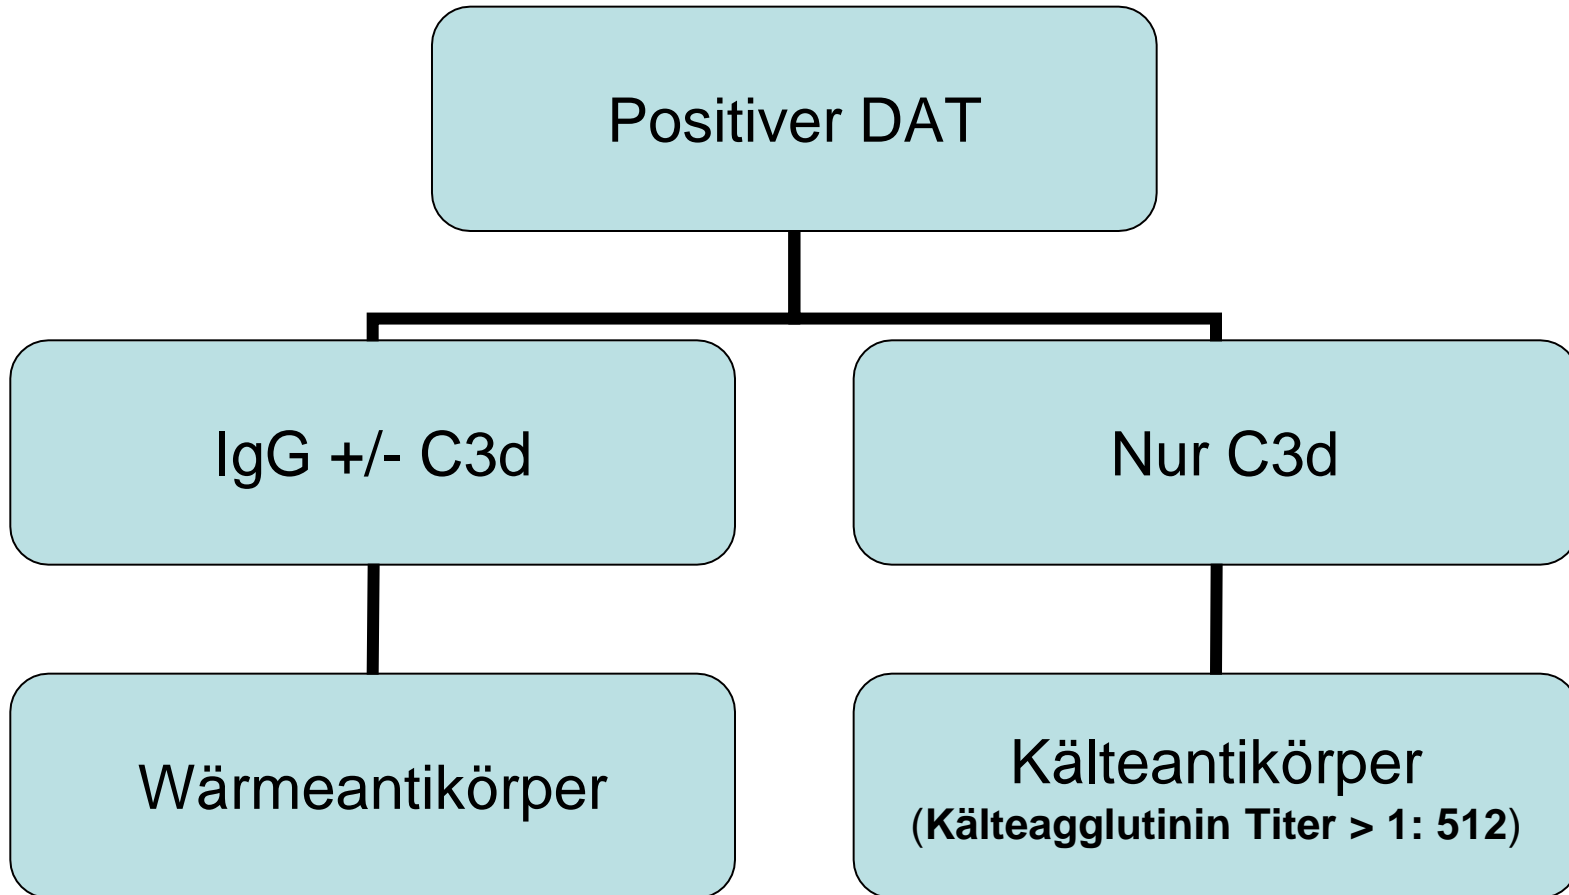 Positiver DAT
IgG +/- C3d
Nur C3d
Wärmeantikörper
Kälteantikörper
(Kälteagglutinin Titer > 1: 512)